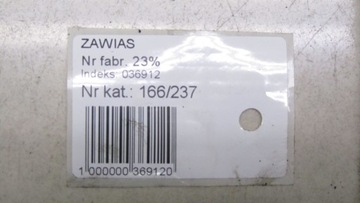 ZAWIAS
Nr fabr. 23%
Indeks 036912
Nr kat.: 166/237
1 000000 369120